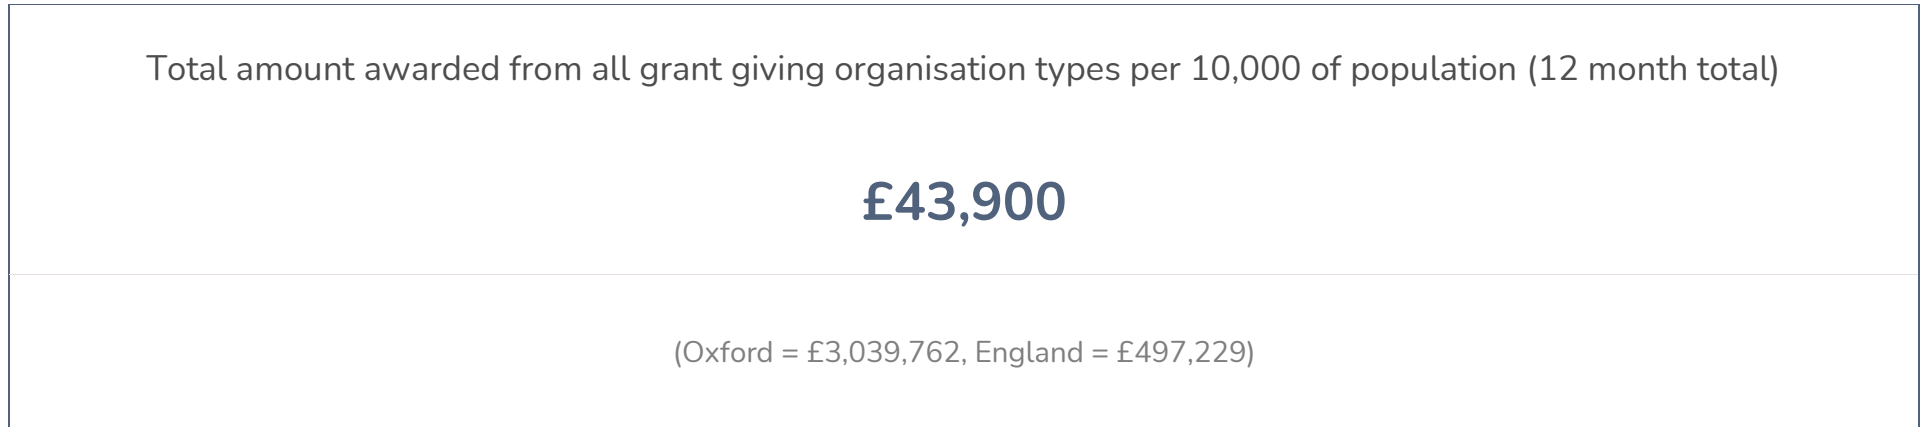 Total amount awarded from all grant giving organisation types per 10,000 of population (12 month total)
£43,900
(Oxford = £3,039,762, England = £497,229)